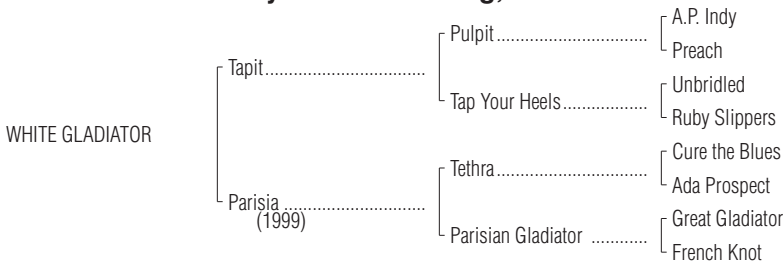 A.P. Indy
Pulpit
Preach
Tapit
Unbridled
Tap Your Heels
Ruby Slippers
WHITE GLADIATOR
Cure the Blues
Tethra
Ada Prospect
Parisia
(1999)
Great Gladiator
Parisian Gladiator
French Knot